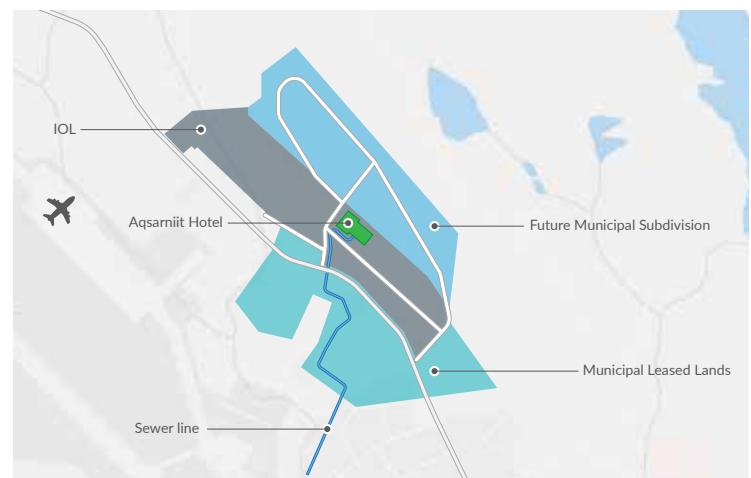 IOL
Aqsarniit Hotel
Future Municipal Subdivision
Municipal Leased Lands
Sewer line